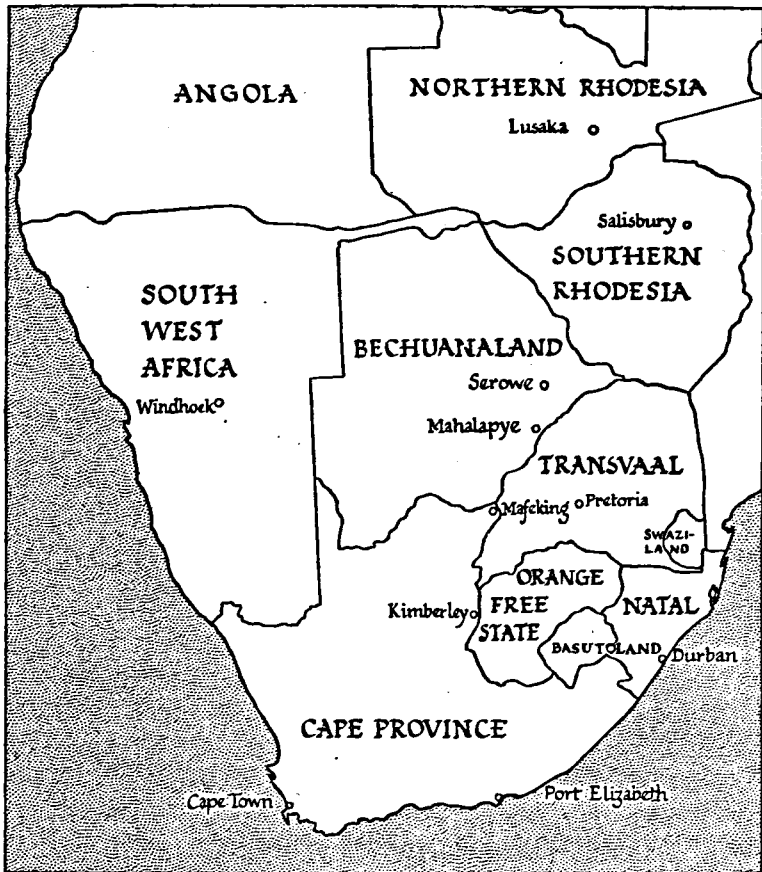 ANGOLA
NORTHERN RHODESIA
Lusaka
Salisbury
SOUTHERN
RHODESIA
SOUTH
WEST
AFRICA
Windhoek
BECHUANALAND
Serowe
Mahalapye
TRANSVAAL
Mafeking
Pretoria
SWAZI-
LAND
ORANGE
FREE
STATE
Kimberley
NATAL
BASUTOLAND
Durban
CAPE PROVINCE
Cape Town
Port Elizabeth